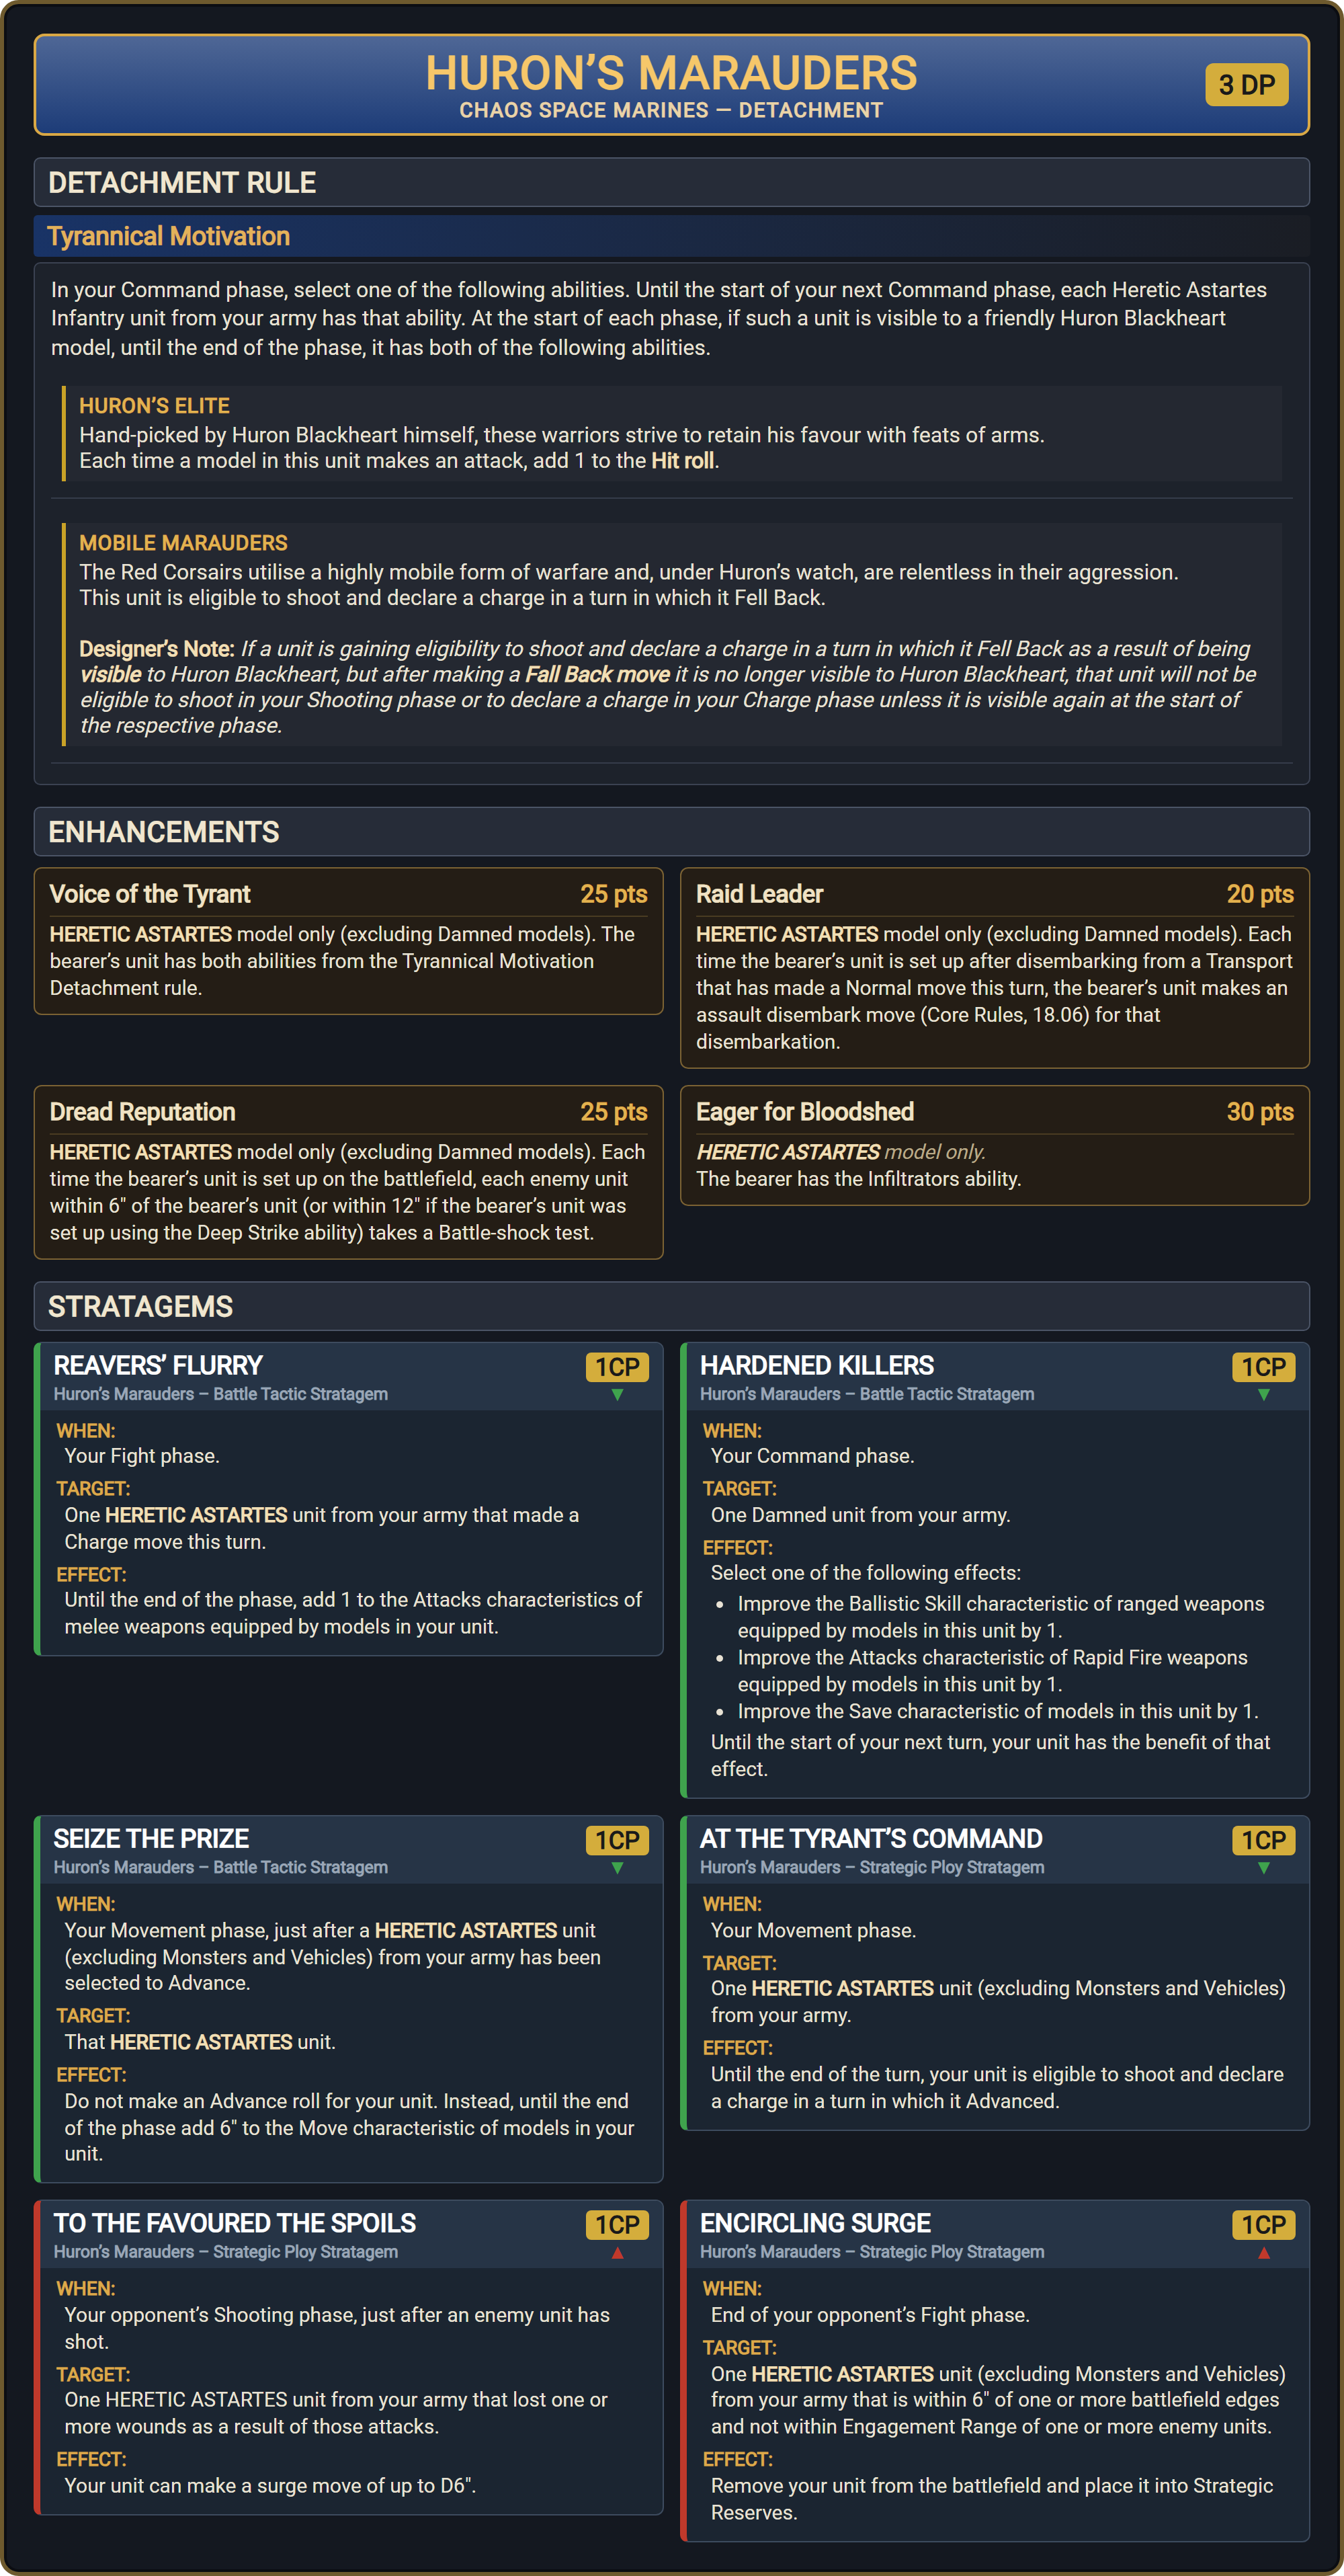 HURON’S MARAUDERS
CHAOS SPACE MARINES — DETACHMENT
3 DP
DETACHMENT RULE
Tyrannical Motivation
In your Command phase, select one of the following abilities. Until the start of your next Command phase, each Heretic Astartes
Infantry unit from your army has that ability. At the start of each phase, if such a unit is visible to a friendly Huron Blackheart
model, until the end of the phase, it has both of the following abilities.
HURON’S ELITE
Hand-picked by Huron Blackheart himself, these warriors strive to retain his favour with feats of arms.
Each time a model in this unit makes an attack, add 1 to the Hit roll.
MOBILE MARAUDERS
The Red Corsairs utilise a highly mobile form of warfare and, under Huron’s watch, are relentless in their aggression.
This unit is eligible to shoot and declare a charge in a turn in which it Fell Back.
Designer’s Note: If a unit is gaining eligibility to shoot and declare a charge in a turn in which it Fell Back as a result of being
visible to Huron Blackheart, but after making a Fall Back move it is no longer visible to Huron Blackheart, that unit will not be
eligible to shoot in your Shooting phase or to declare a charge in your Charge phase unless it is visible again at the start of
the respective phase.
ENHANCEMENTS
Voice of the Tyrant
25 pts
HERETIC ASTARTES model only (excluding Damned models). The
bearer’s unit has both abilities from the Tyrannical Motivation
Detachment rule.
Raid Leader
20 pts
HERETIC ASTARTES model only (excluding Damned models). Each
time the bearer’s unit is set up after disembarking from a Transport
that has made a Normal move this turn, the bearer’s unit makes an
assault disembark move (Core Rules, 18.06) for that
disembarkation.
Dread Reputation
25 pts
HERETIC ASTARTES model only (excluding Damned models). Each
time the bearer’s unit is set up on the battlefield, each enemy unit
within 6" of the bearer’s unit (or within 12" if the bearer’s unit was
set up using the Deep Strike ability) takes a Battle-shock test.
Eager for Bloodshed
30 pts
HERETIC ASTARTES model only.
The bearer has the Infiltrators ability.
STRATAGEMS
REAVERS’ FLURRY
1CP
Huron’s Marauders – Battle Tactic Stratagem
▼
WHEN:
Your Fight phase.
TARGET:
One HERETIC ASTARTES unit from your army that made a
Charge move this turn.
EFFECT:
Until the end of the phase, add 1 to the Attacks characteristics of
melee weapons equipped by models in your unit.
HARDENED KILLERS
1CP
Huron’s Marauders – Battle Tactic Stratagem
▼
WHEN:
Your Command phase.
TARGET:
One Damned unit from your army.
EFFECT:
Select one of the following effects:
• Improve the Ballistic Skill characteristic of ranged weapons
equipped by models in this unit by 1.
• Improve the Attacks characteristic of Rapid Fire weapons
equipped by models in this unit by 1.
• Improve the Save characteristic of models in this unit by 1.
Until the start of your next turn, your unit has the benefit of that
effect.
SEIZE THE PRIZE
1CP
Huron’s Marauders – Battle Tactic Stratagem
▼
WHEN:
Your Movement phase, just after a HERETIC ASTARTES unit
(excluding Monsters and Vehicles) from your army has been
selected to Advance.
TARGET:
That HERETIC ASTARTES unit.
EFFECT:
Do not make an Advance roll for your unit. Instead, until the end
of the phase add 6" to the Move characteristic of models in your
unit.
AT THE TYRANT’S COMMAND
1CP
Huron’s Marauders – Strategic Ploy Stratagem
▼
WHEN:
Your Movement phase.
TARGET:
One HERETIC ASTARTES unit (excluding Monsters and Vehicles)
from your army.
EFFECT:
Until the end of the turn, your unit is eligible to shoot and declare
a charge in a turn in which it Advanced.
TO THE FAVOURED THE SPOILS
1CP
Huron’s Marauders – Strategic Ploy Stratagem
▲
WHEN:
Your opponent’s Shooting phase, just after an enemy unit has
shot.
TARGET:
One HERETIC ASTARTES unit from your army that lost one or
more wounds as a result of those attacks.
EFFECT:
Your unit can make a surge move of up to D6".
ENCIRCLING SURGE
1CP
Huron’s Marauders – Strategic Ploy Stratagem
▲
WHEN:
End of your opponent’s Fight phase.
TARGET:
One HERETIC ASTARTES unit (excluding Monsters and Vehicles)
from your army that is within 6" of one or more battlefield edges
and not within Engagement Range of one or more enemy units.
EFFECT:
Remove your unit from the battlefield and place it into Strategic
Reserves.